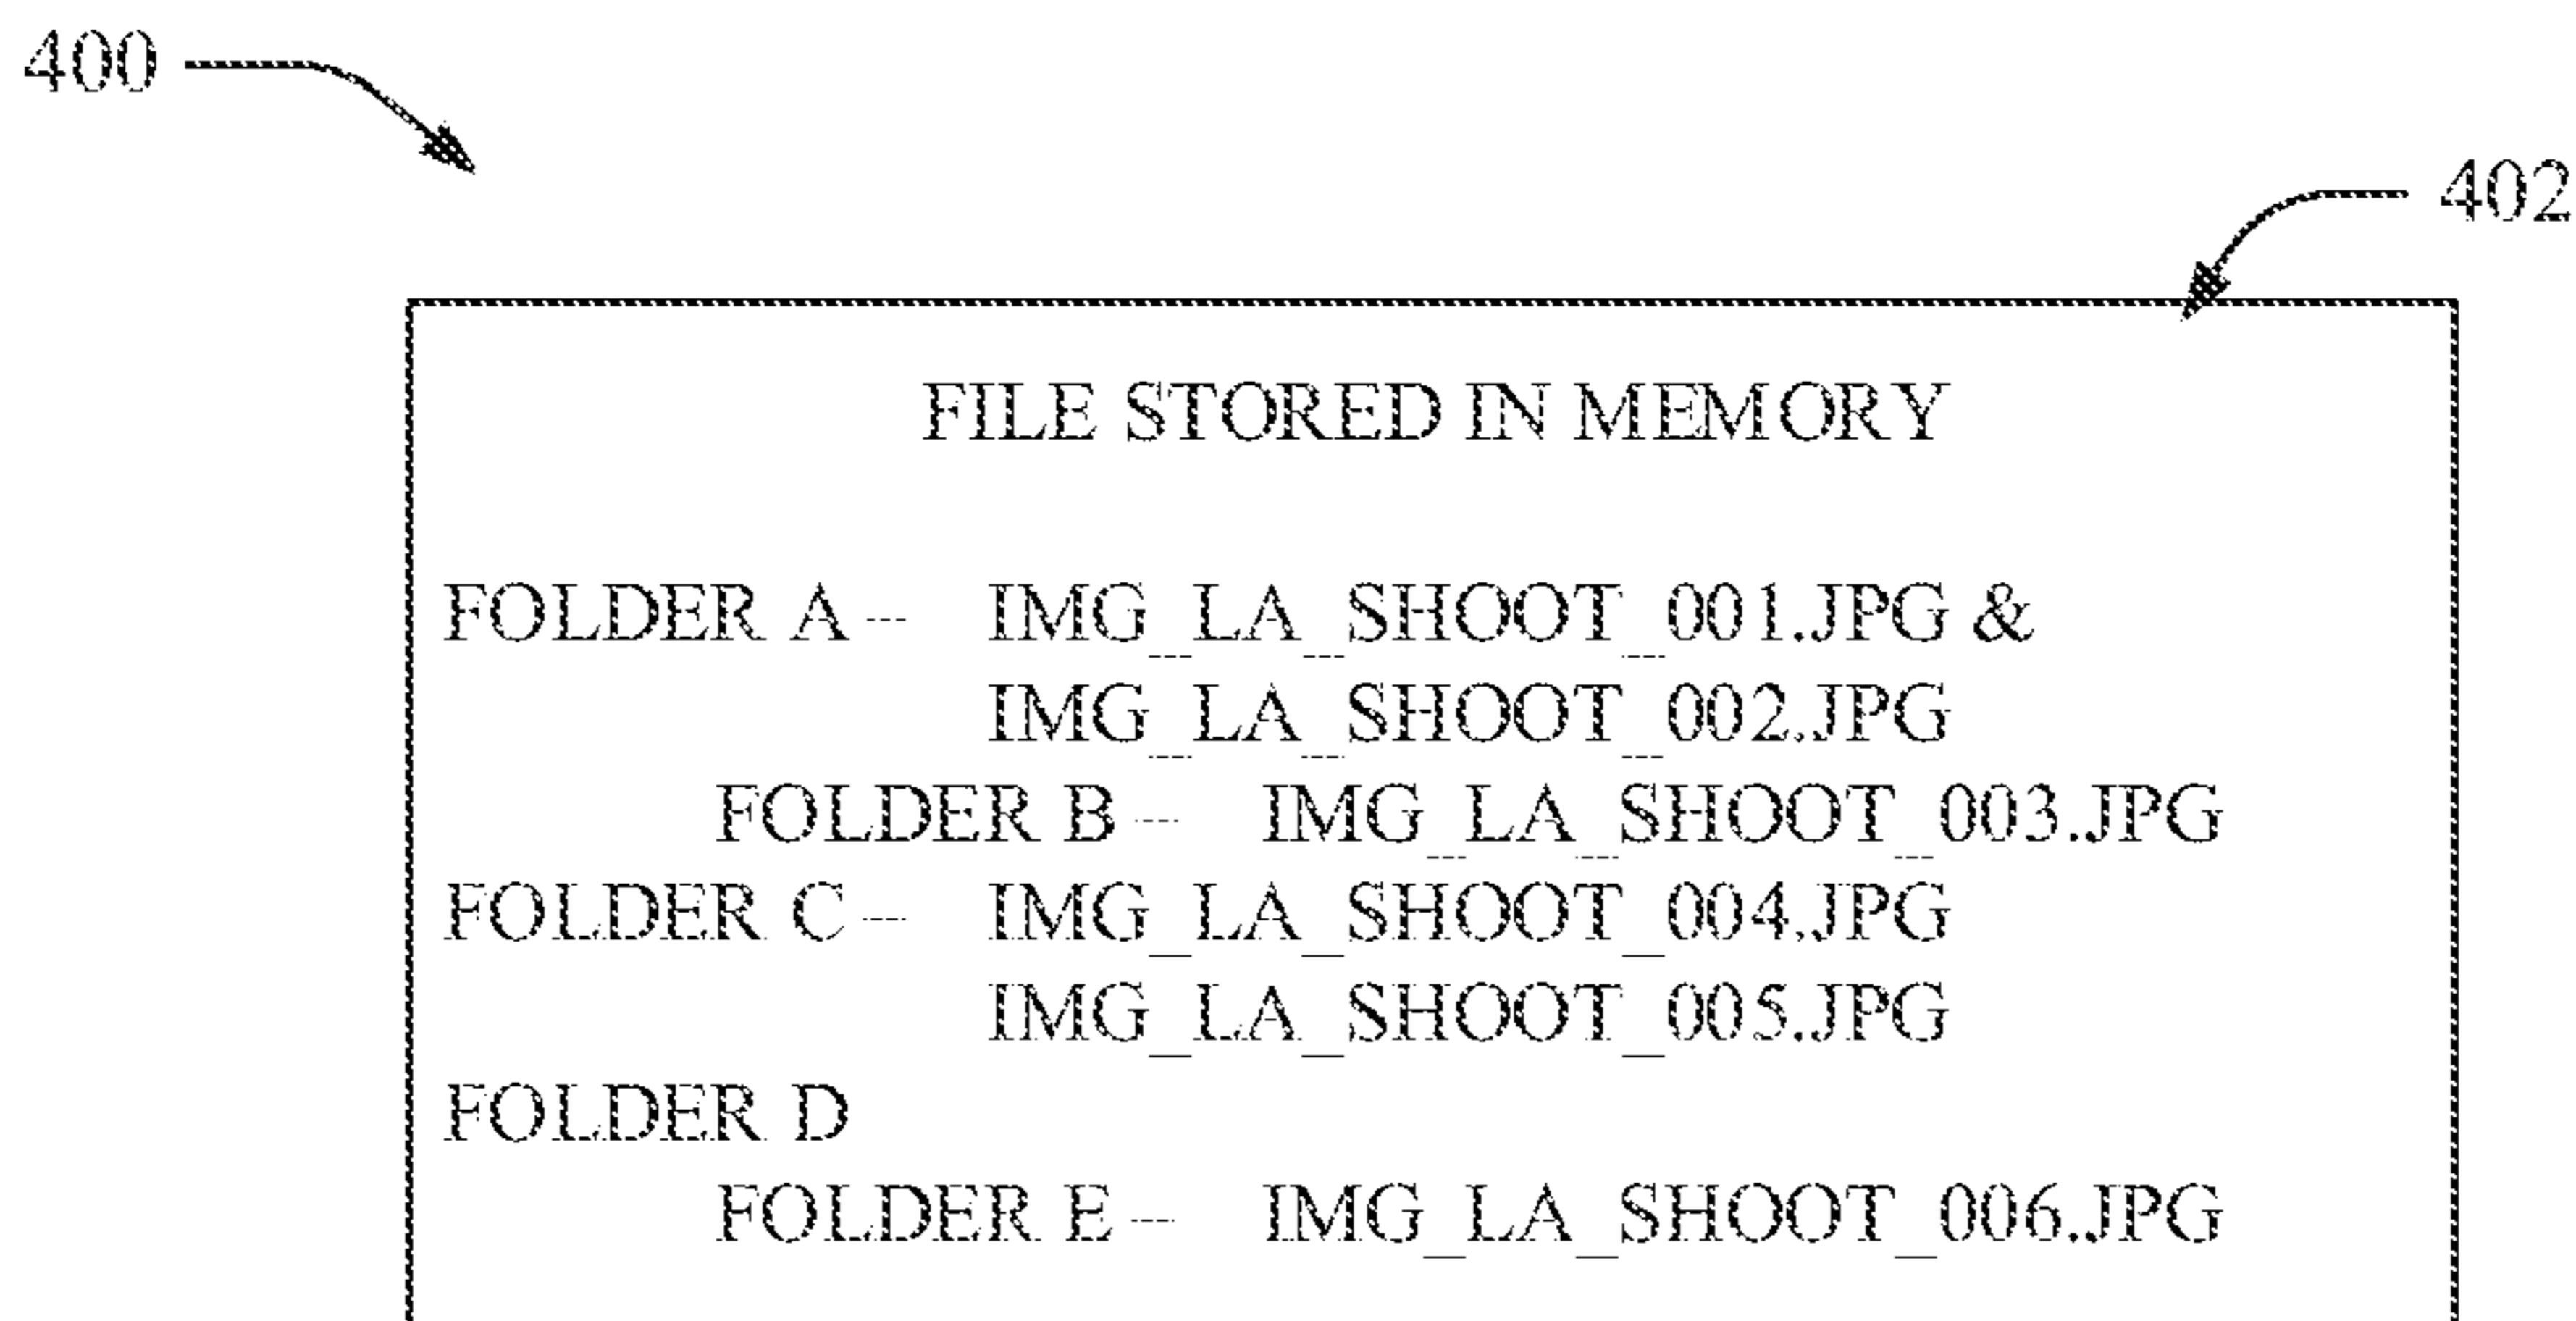 400
402
FILE STORED IN MEMORY
FOLDER A – IMG_LA_SHOOT_001.JPG &
IMG_LA_SHOOT_002.JPG
FOLDER B – IMG_LA_SHOOT_003.JPG
FOLDER C – IMG_LA_SHOOT_004.JPG
IMG_LA_SHOOT_005.JPG
FOLDER D
FOLDER E – IMG_LA_SHOOT_006.JPG